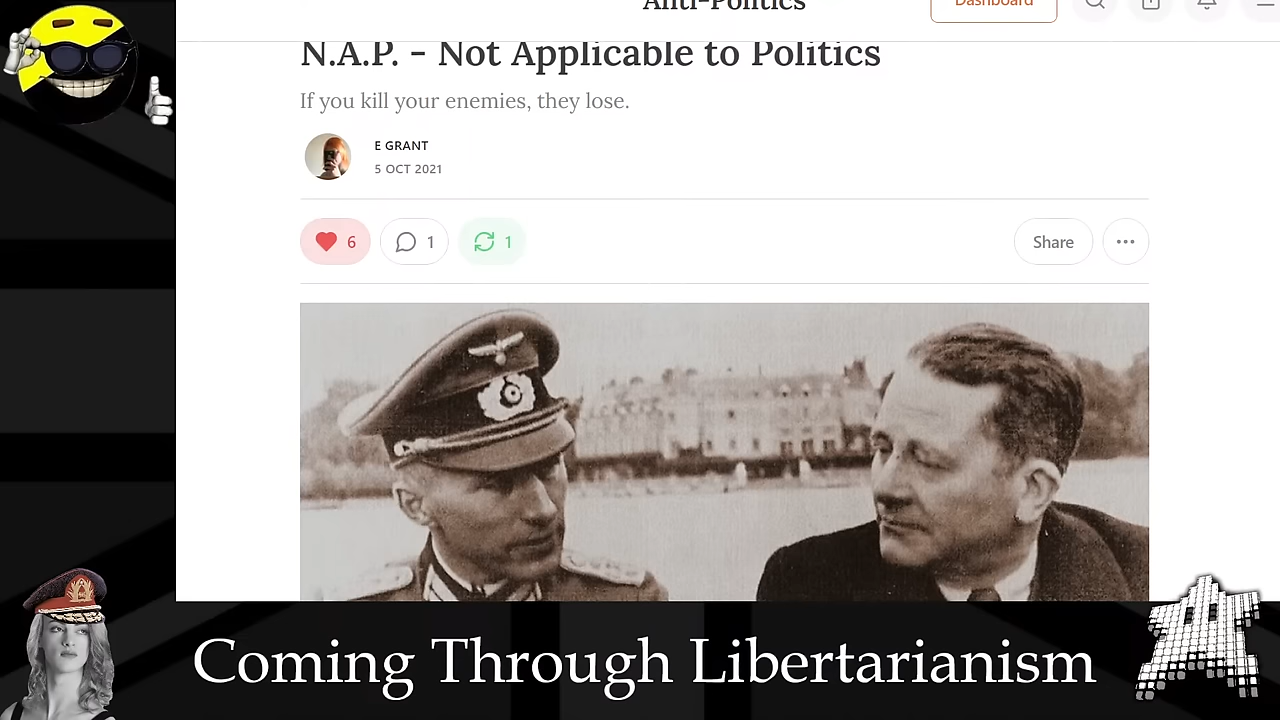 Anti-Politics
Dashboard
N.A.P. - Not Applicable to Politics
If you kill your enemies, they lose.
E GRANT
5 OCT 2021
6
1
1
Share
Coming Through Libertarianism